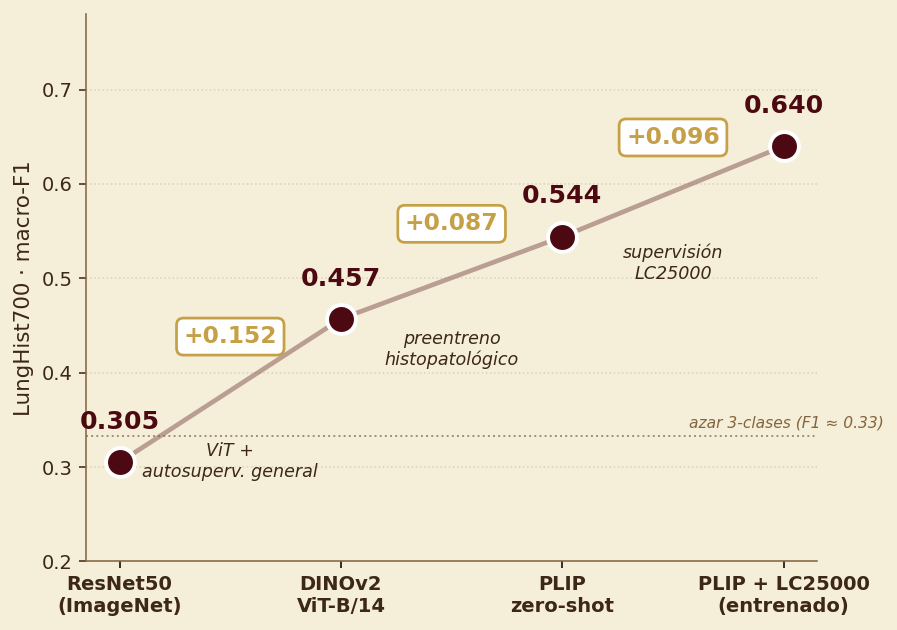 LungHist700 · macro-F1
0.7
0.6
0.5
0.4
0.3
0.2
0.640
+0.096
0.544
+0.087
supervisión
LC25000
0.457
+0.152
preentreno
histopatológico
0.305
azar 3-clases (F1 ≈ 0.33)
ViT +
autosuperv. general
ResNet50
(ImageNet)
DINOv2
ViT-B/14
PLIP
zero-shot
PLIP + LC25000
(entrenado)